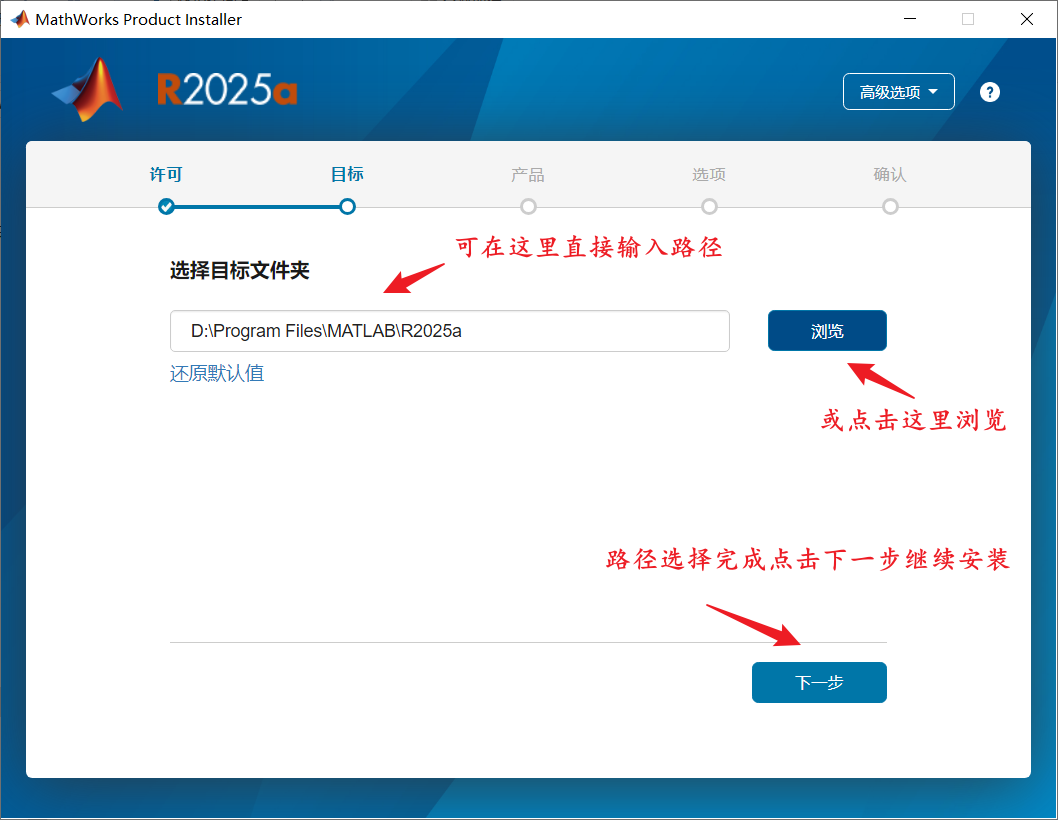 MathWorks Product Installer
R2025a
高级选项
?
许可
目标
产品
选项
确认
可在这里直接输入路径
选择目标文件夹
D:\Program Files\MATLAB\R2025a
浏览
还原默认值
或点击这里浏览
路径选择完成点击下一步继续安装
下一步